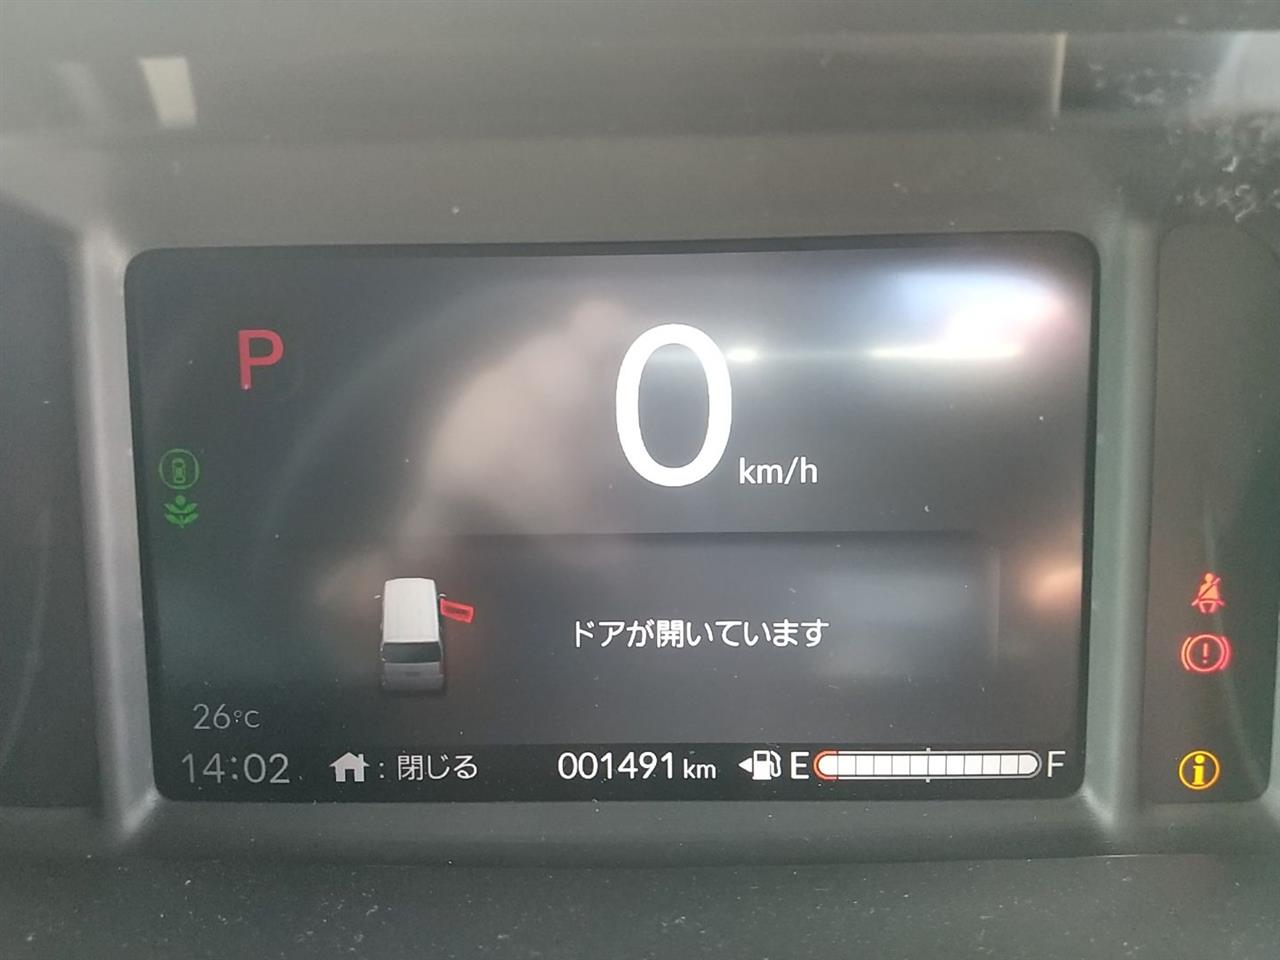 P
0 km/h
ドアが開いています
26°C
14:02 : 閉じる 001491 km E F